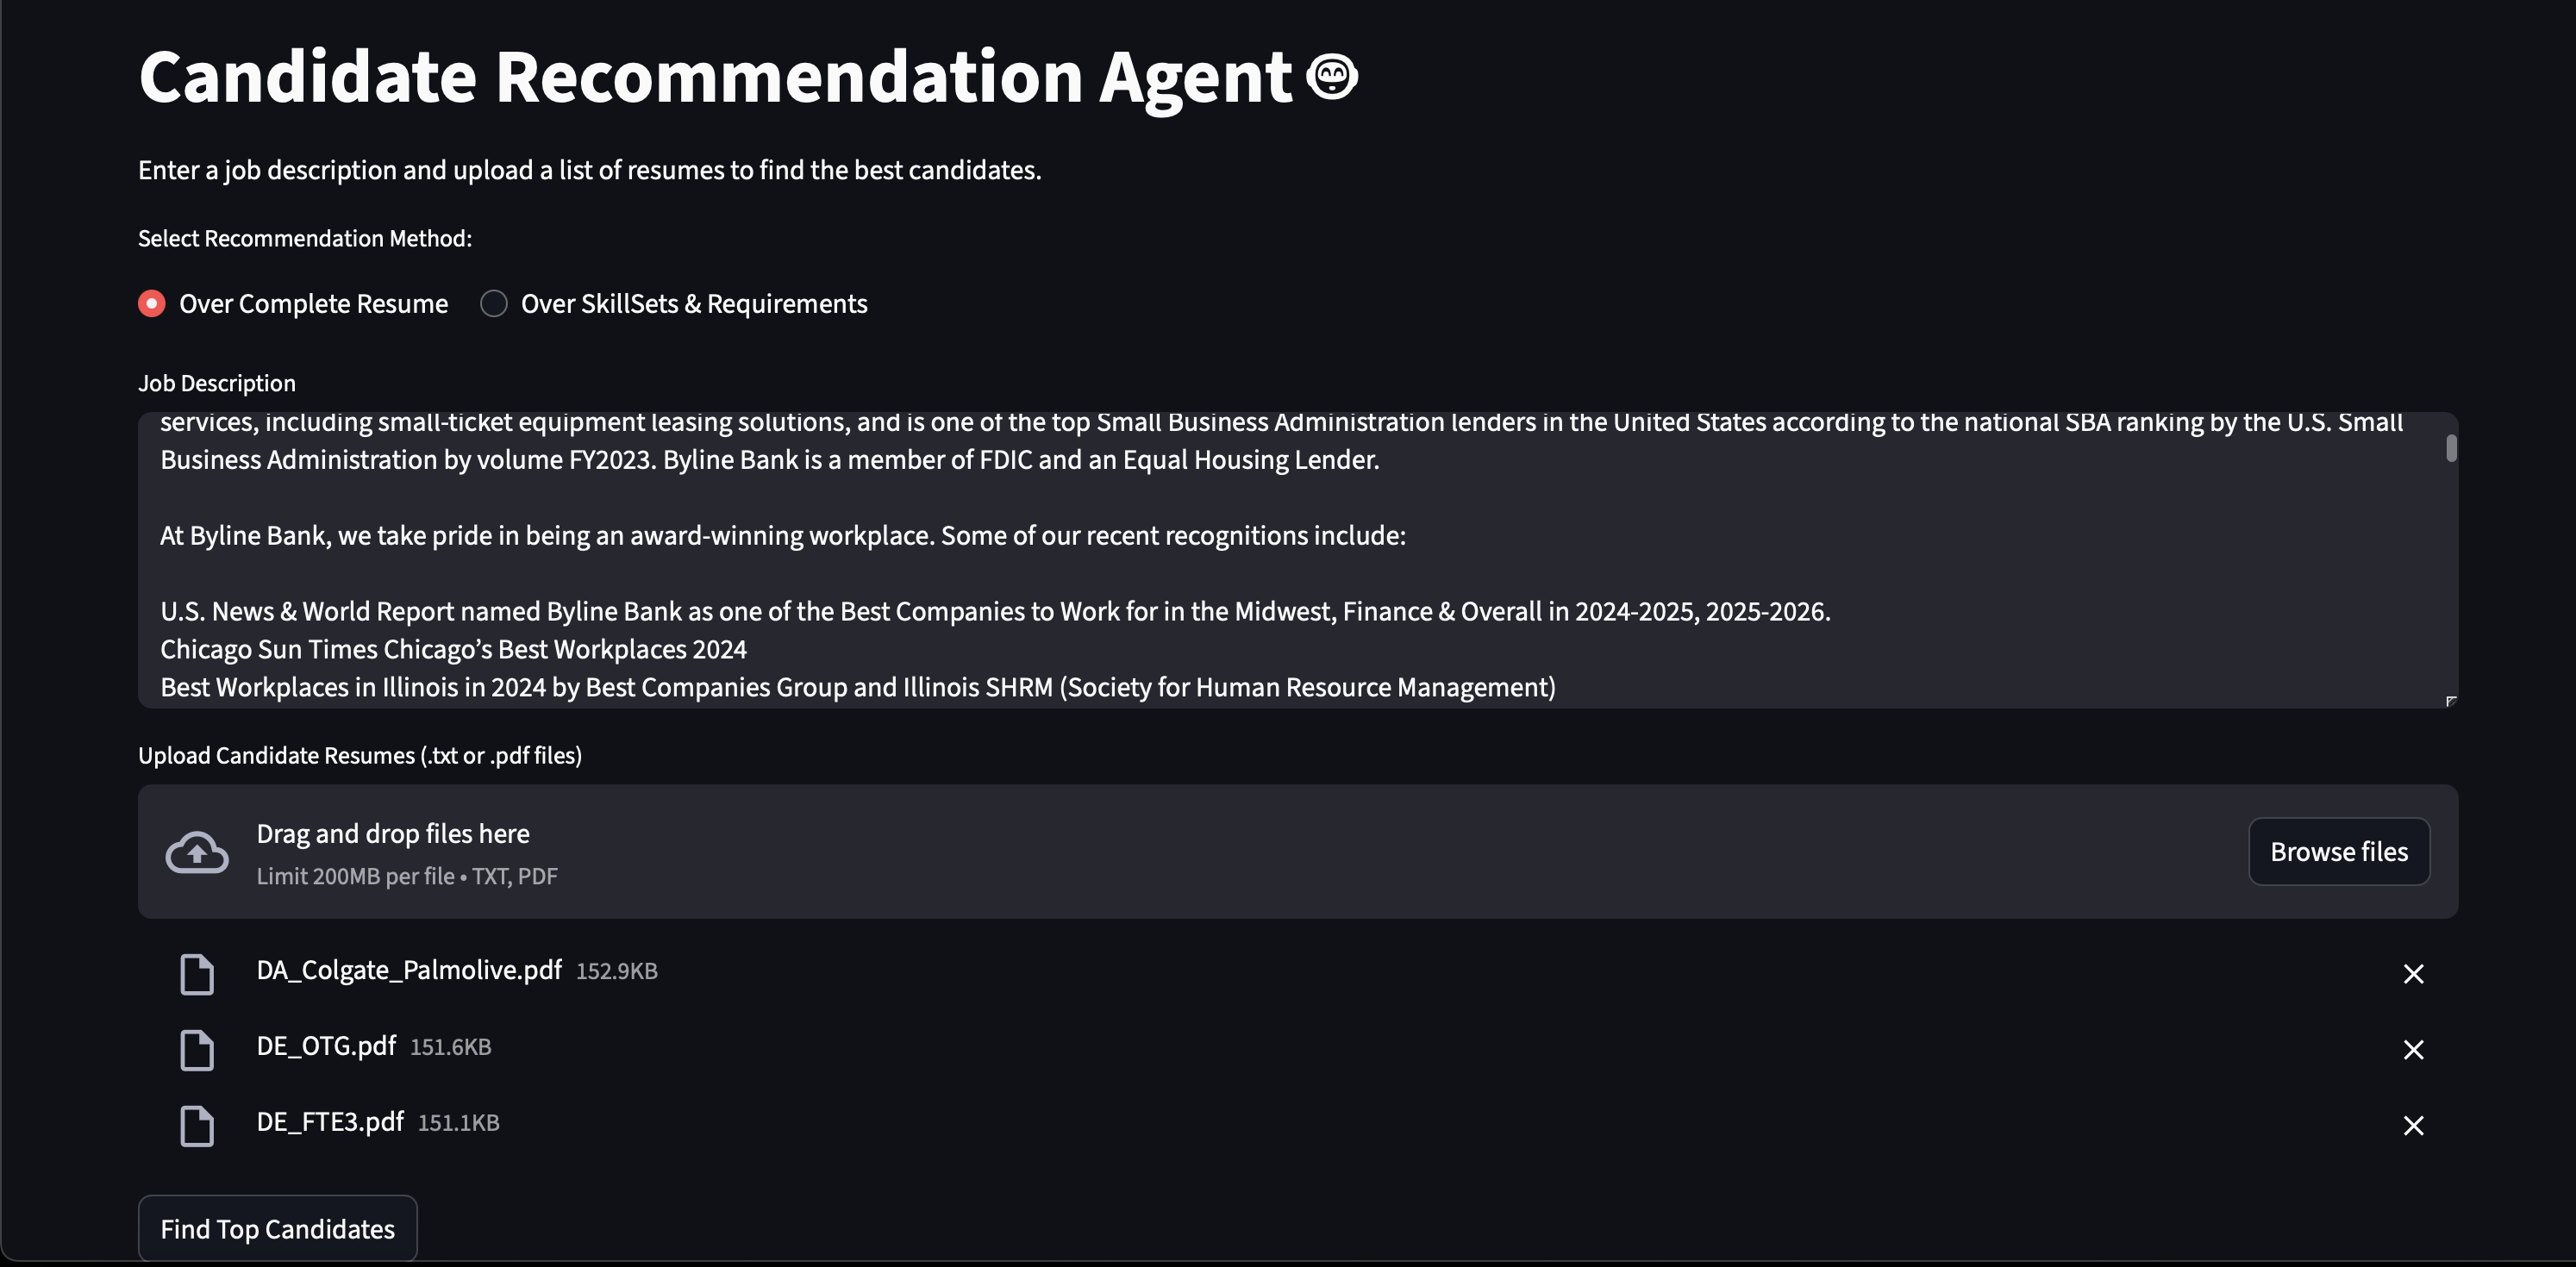 Candidate Recommendation Agent
Enter a job description and upload a list of resumes to find the best candidates.
Select Recommendation Method:
Over Complete Resume
Over SkillSets & Requirements
Job Description
services, including small-ticket equipment leasing solutions, and is one of the top Small Business Administration lenders in the United States according to the national SBA ranking by the U.S. Small
Business Administration by volume FY2023. Byline Bank is a member of FDIC and an Equal Housing Lender.
At Byline Bank, we take pride in being an award-winning workplace. Some of our recent recognitions include:
U.S. News & World Report named Byline Bank as one of the Best Companies to Work for in the Midwest, Finance & Overall in 2024-2025, 2025-2026.
Chicago Sun Times Chicago’s Best Workplaces 2024
Best Workplaces in Illinois in 2024 by Best Companies Group and Illinois SHRM (Society for Human Resource Management)
Upload Candidate Resumes (.txt or .pdf files)
Drag and drop files here
Limit 200MB per file • TXT, PDF
Browse files
DA_Colgate_Palmolive.pdf 152.9KB
DE_OTG.pdf 151.6KB
DE_FTE3.pdf 151.1KB
Find Top Candidates